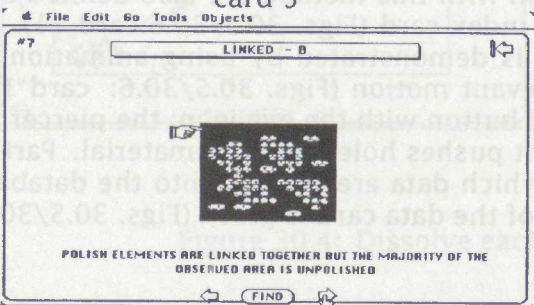 card 5
File Edit Go Tools Objects
#7
LINKED - B
POLISH ELEMENTS ARE LINKED TOGETHER BUT THE MAJORITY OF THE
OBSERVED AREA IS UNPOLISHED
FIND